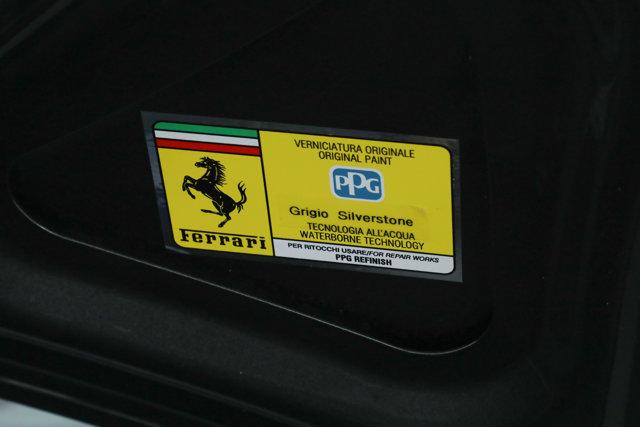 Ferrari
VERNICIATURA ORIGINALE
ORIGINAL PAINT
PPG
Grigio Silverstone
TECNOLOGIA ALL'ACQUA
WATERBORNE TECHNOLOGY
PER RITOCCHI USARE/FOR REPAIR WORKS
PPG REFINISH